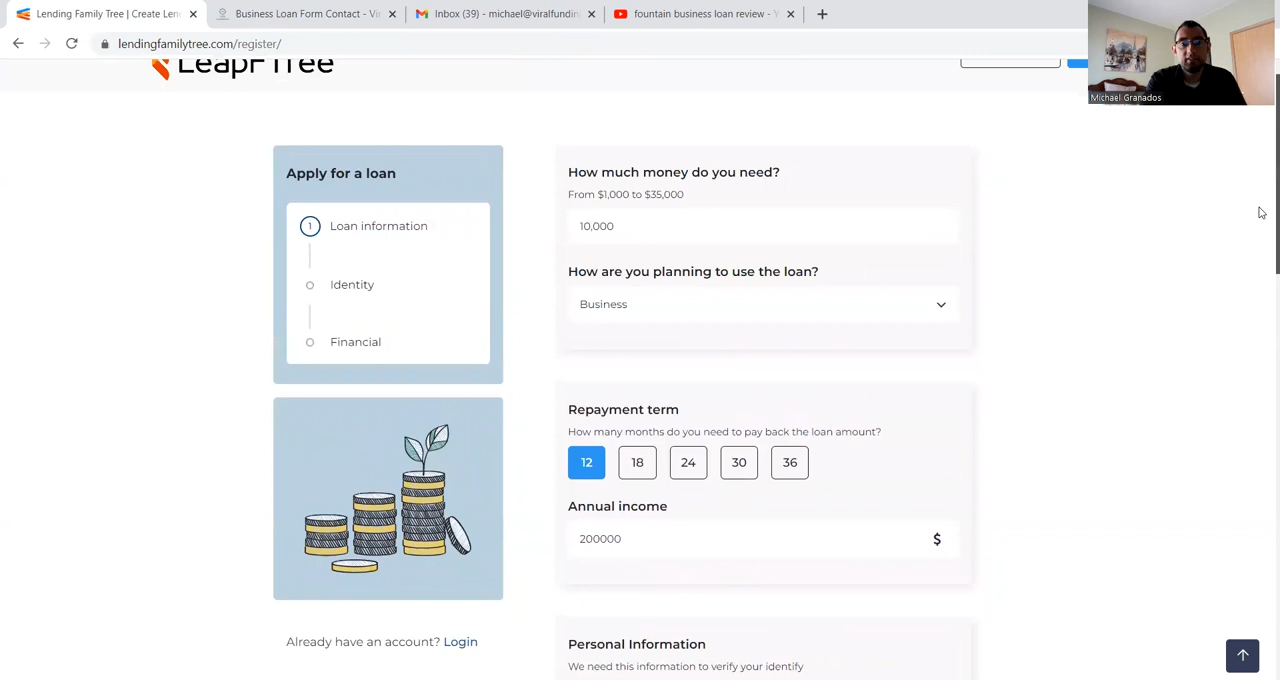 Lending Family Tree | Create Len
Business Loan Form Contact - Vi
Inbox (39) - michael@viralfundin
fountain business loan review - Y
lendingfamilytree.com/register/
LeapFTree
Michael Granados
Apply for a loan
1 Loan information
Identity
Financial
Already have an account? Login
How much money do you need?
From $1,000 to $35,000
10,000
How are you planning to use the loan?
Business
Repayment term
How many months do you need to pay back the loan amount?
12 18 24 30 36
Annual income
200000 $
Personal Information
We need this information to verify your identify